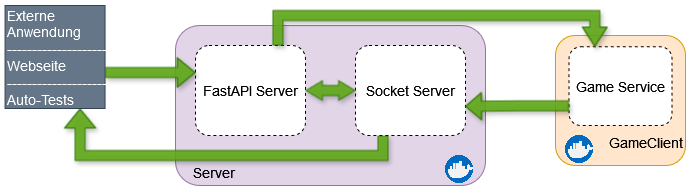 Externe
Anwendung
Webseite
Auto-Tests
FastAPI Server
Socket Server
Server
Game Service
GameClient